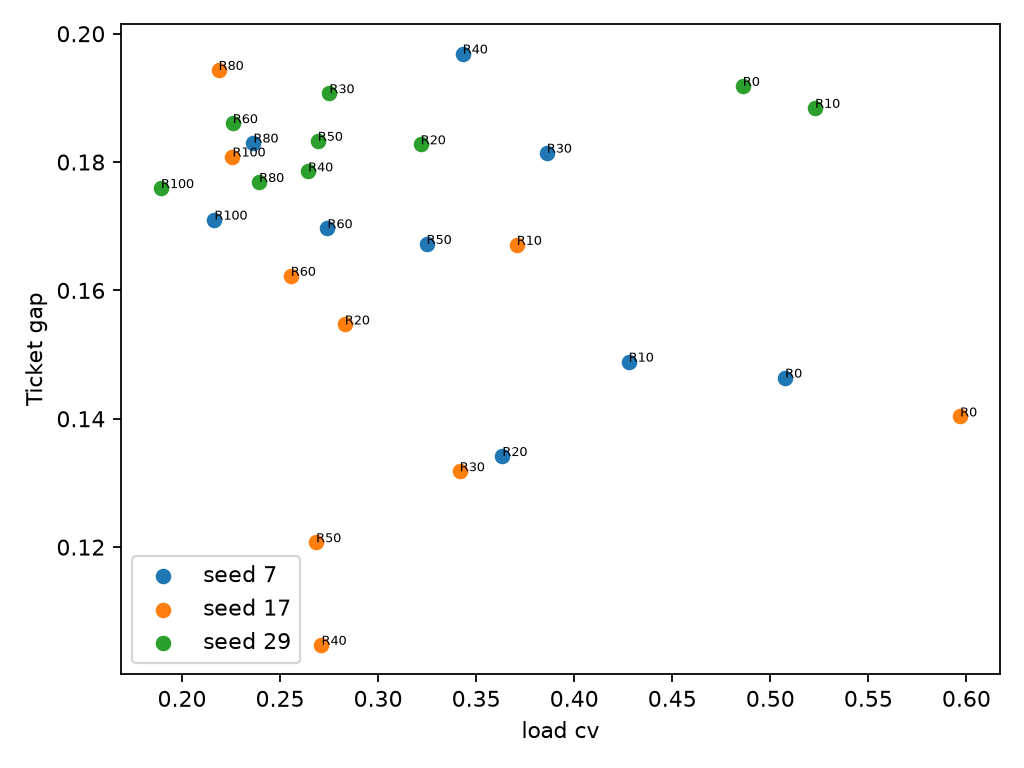 0.20
R40
R80
R30
R0
R10
R60
R80
R50
R20
0.18
R100
R30
R40
R100
R80
R100
R60
R50
R10
R60
0.16
R20
Ticket gap
R10
R0
0.14
R0
R20
R30
R50
0.12
seed 7
seed 17
seed 29
R40
0.20
0.25
0.30
0.35
0.40
0.45
0.50
0.55
0.60
load cv